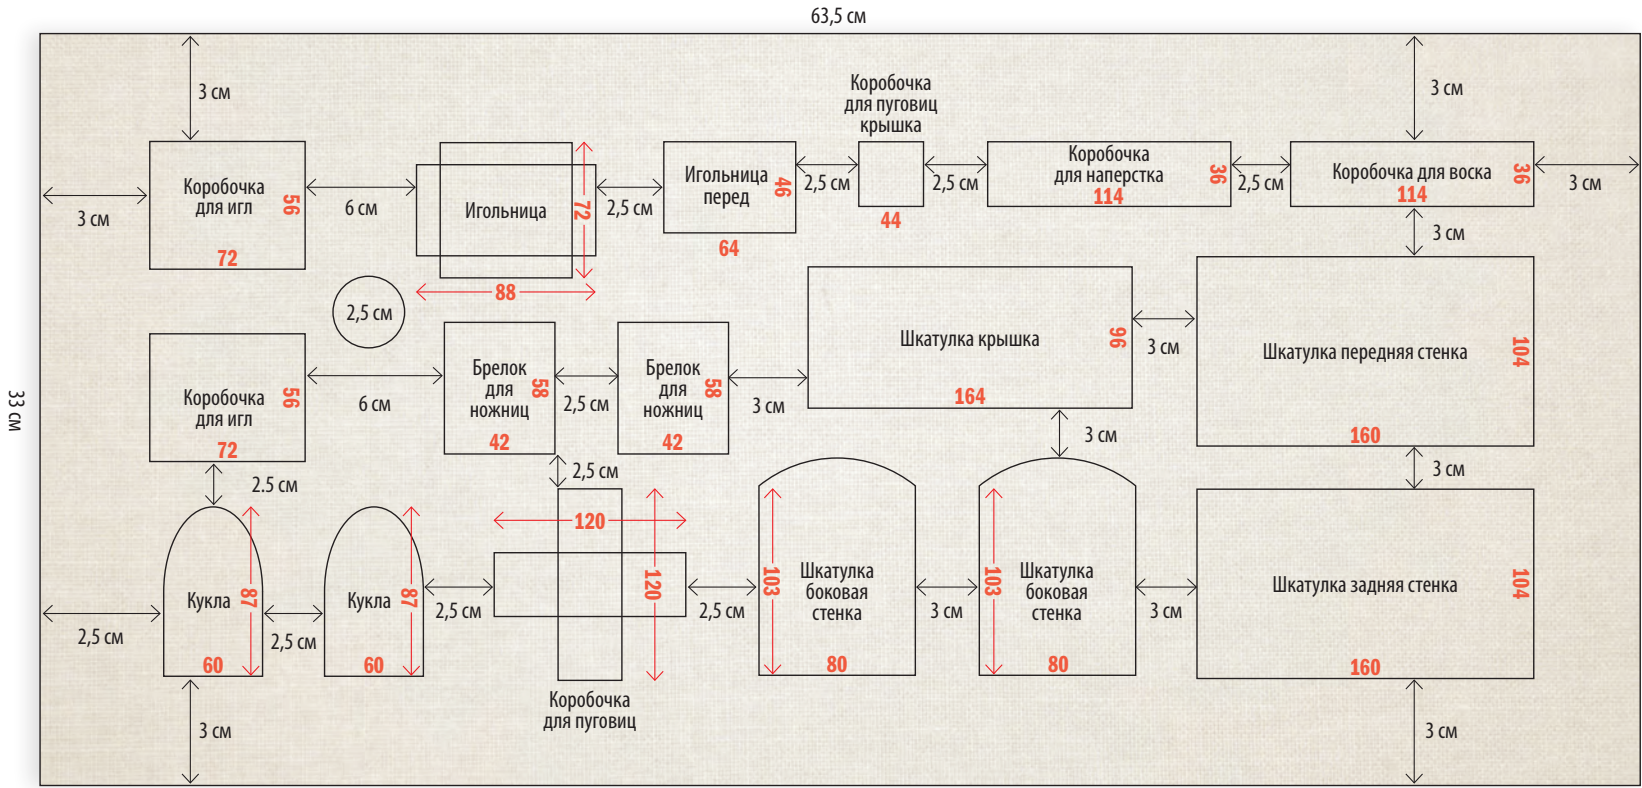 63,5 см
3 см
3 см
Коробочка
для пуговиц
крышка
44
3 см
Коробочка
для игл
56
72
6 см
Игольница
72
88
2,5 см
Игольница
перед
46
64
2,5 см
2,5 см
Коробочка
для наперстка
36
114
2,5 см
Коробочка для воска
36
114
3 см
3 см
2,5 см
33 см
Коробочка
для игл
56
72
6 см
Брелок
для
ножниц
58
42
2,5 см
Брелок
для
ножниц
58
42
3 см
Шкатулка крышка
96
164
3 см
Шкатулка передняя стенка
104
160
2.5 см
2,5 см
3 см
3 см
2,5 см
Кукла
87
60
2,5 см
Кукла
87
60
2,5 см
120
120
Коробочка
для пуговиц
2,5 см
103
Шкатулка
боковая
стенка
80
3 см
103
Шкатулка
боковая
стенка
80
3 см
Шкатулка задняя стенка
104
160
3 см
3 см